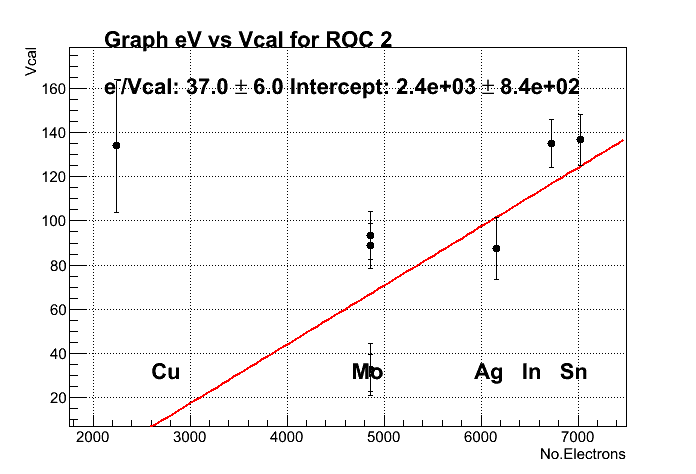 Graph eV vs Vcal for ROC 2
e⁻/Vcal: 37.0 ± 6.0 Intercept: 2.4e+03 ± 8.4e+02
Vcal
160
140
120
100
80
60
40
20
Cu Mo Ag In Sn
2000 3000 4000 5000 6000 7000
No.Electrons